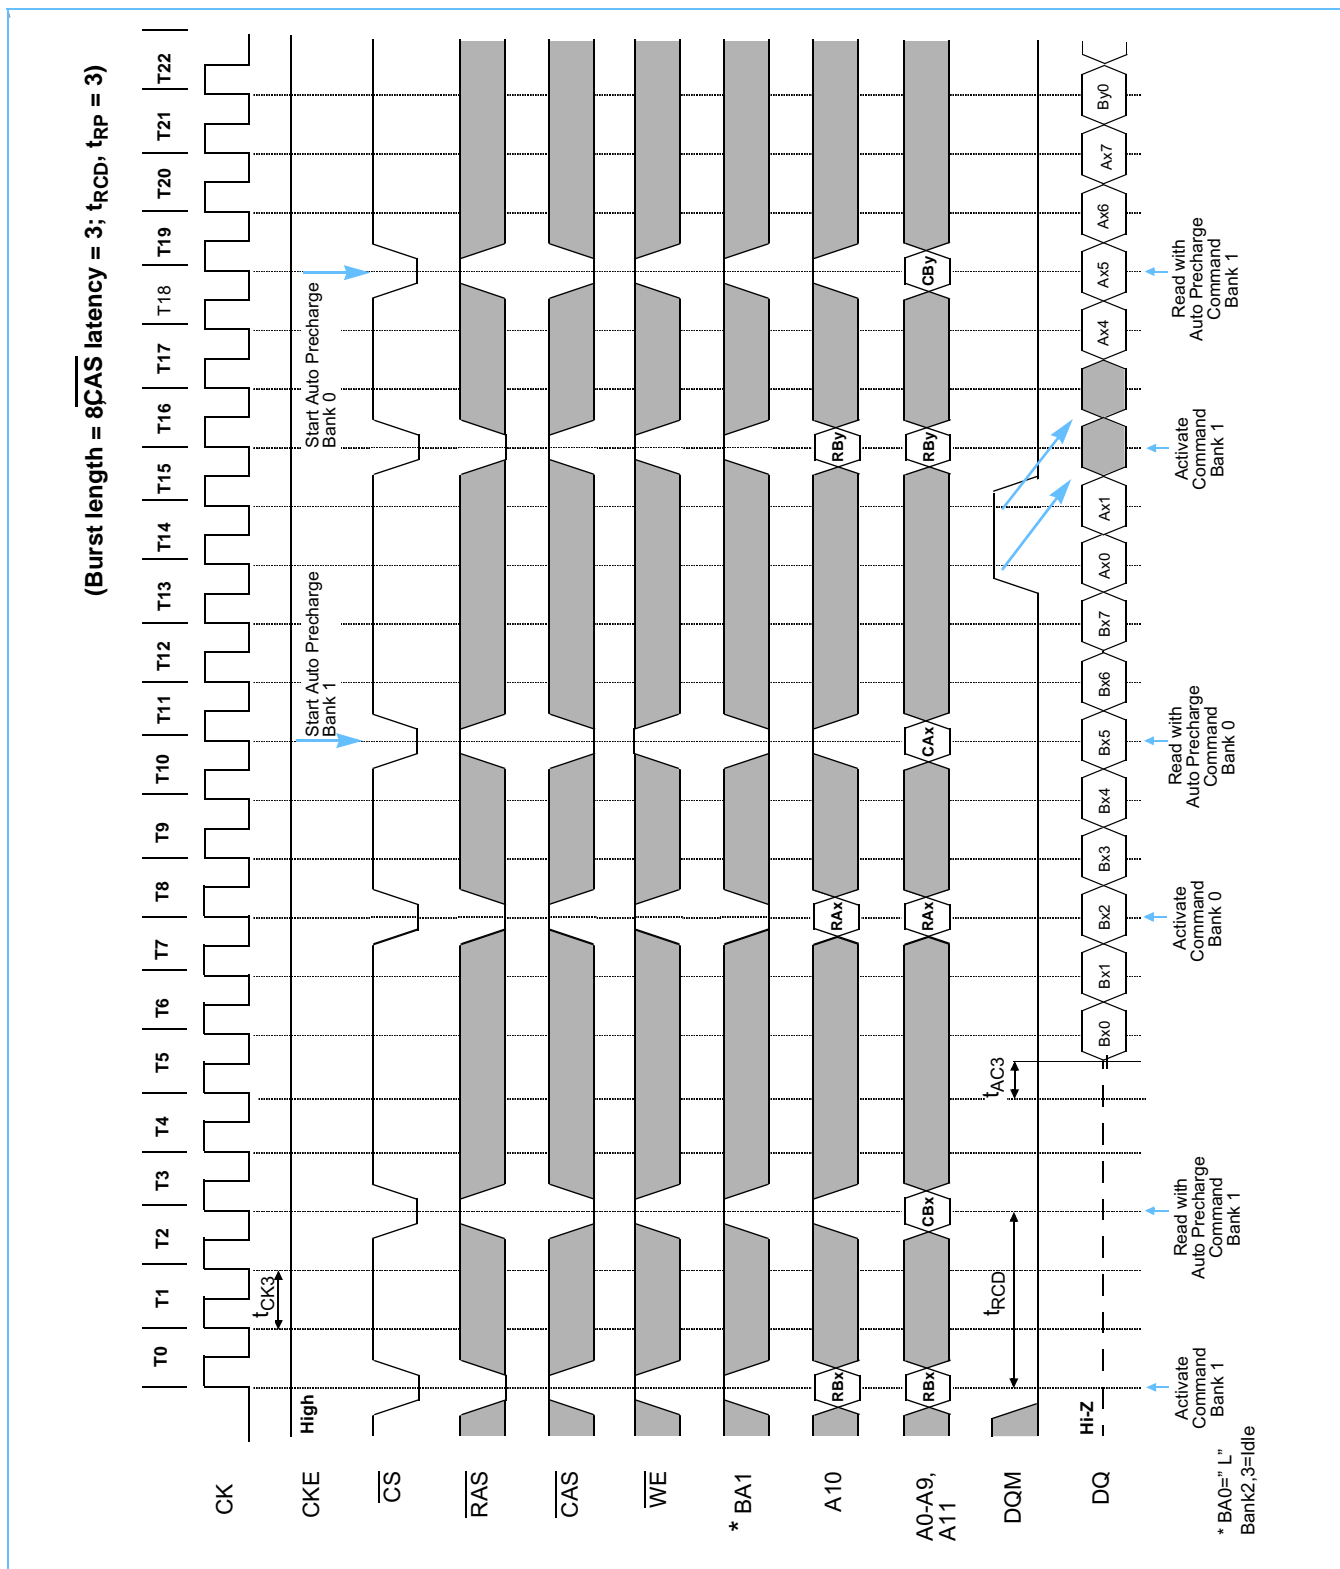 (Burst length = 8,CAS latency = 3; tRCD, tRP = 3)
T0 T1 T2 T3 T4 T5 T6 T7 T8 T9 T10 T11 T12 T13 T14 T15 T16 T17 T18 T19 T20 T21 T22
CK
tCK3
CKE
High
Start Auto Precharge
Bank 1
Start Auto Precharge
Bank 0
CS
RAS
CAS
WE
* BA1
A10
RBx RAx RBy
A0-A9,
A11
RBx CBx RAx CAx RBy CBy
DQM
tRCD
tAC3
DQ
Hi-Z
Bx0 Bx1 Bx2 Bx3 Bx4 Bx5 Bx6 Bx7 Ax0 Ax1 Ax4 Ax5 Ax6 Ax7 By0
Activate
Command
Bank 1
Read with
Auto Precharge
Command
Bank 1
Activate
Command
Bank 0
Read with
Auto Precharge
Command
Bank 0
Activate
Command
Bank 1
Read with
Auto Precharge
Command
Bank 1
* BA0=” L”
Bank2,3=Idle